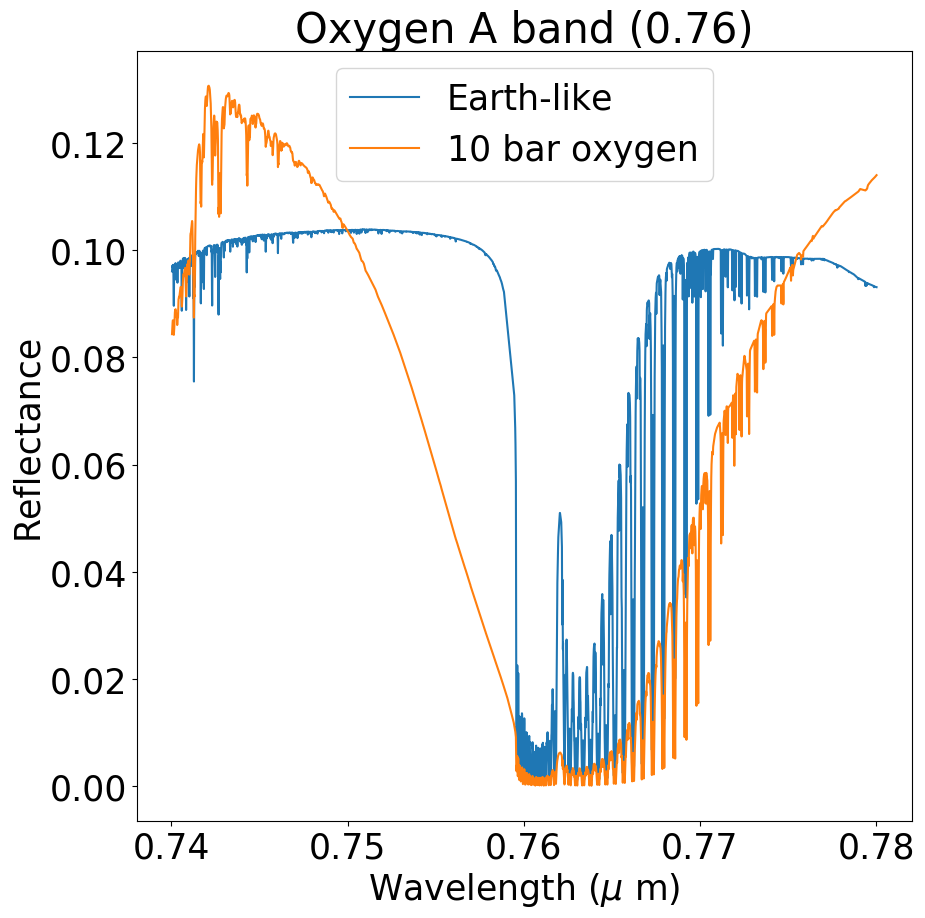 Oxygen A band (0.76)
Earth-like
10 bar oxygen
Reflectance
0.12
0.10
0.08
0.06
0.04
0.02
0.00
0.74 0.75 0.76 0.77 0.78
Wavelength (μ m)